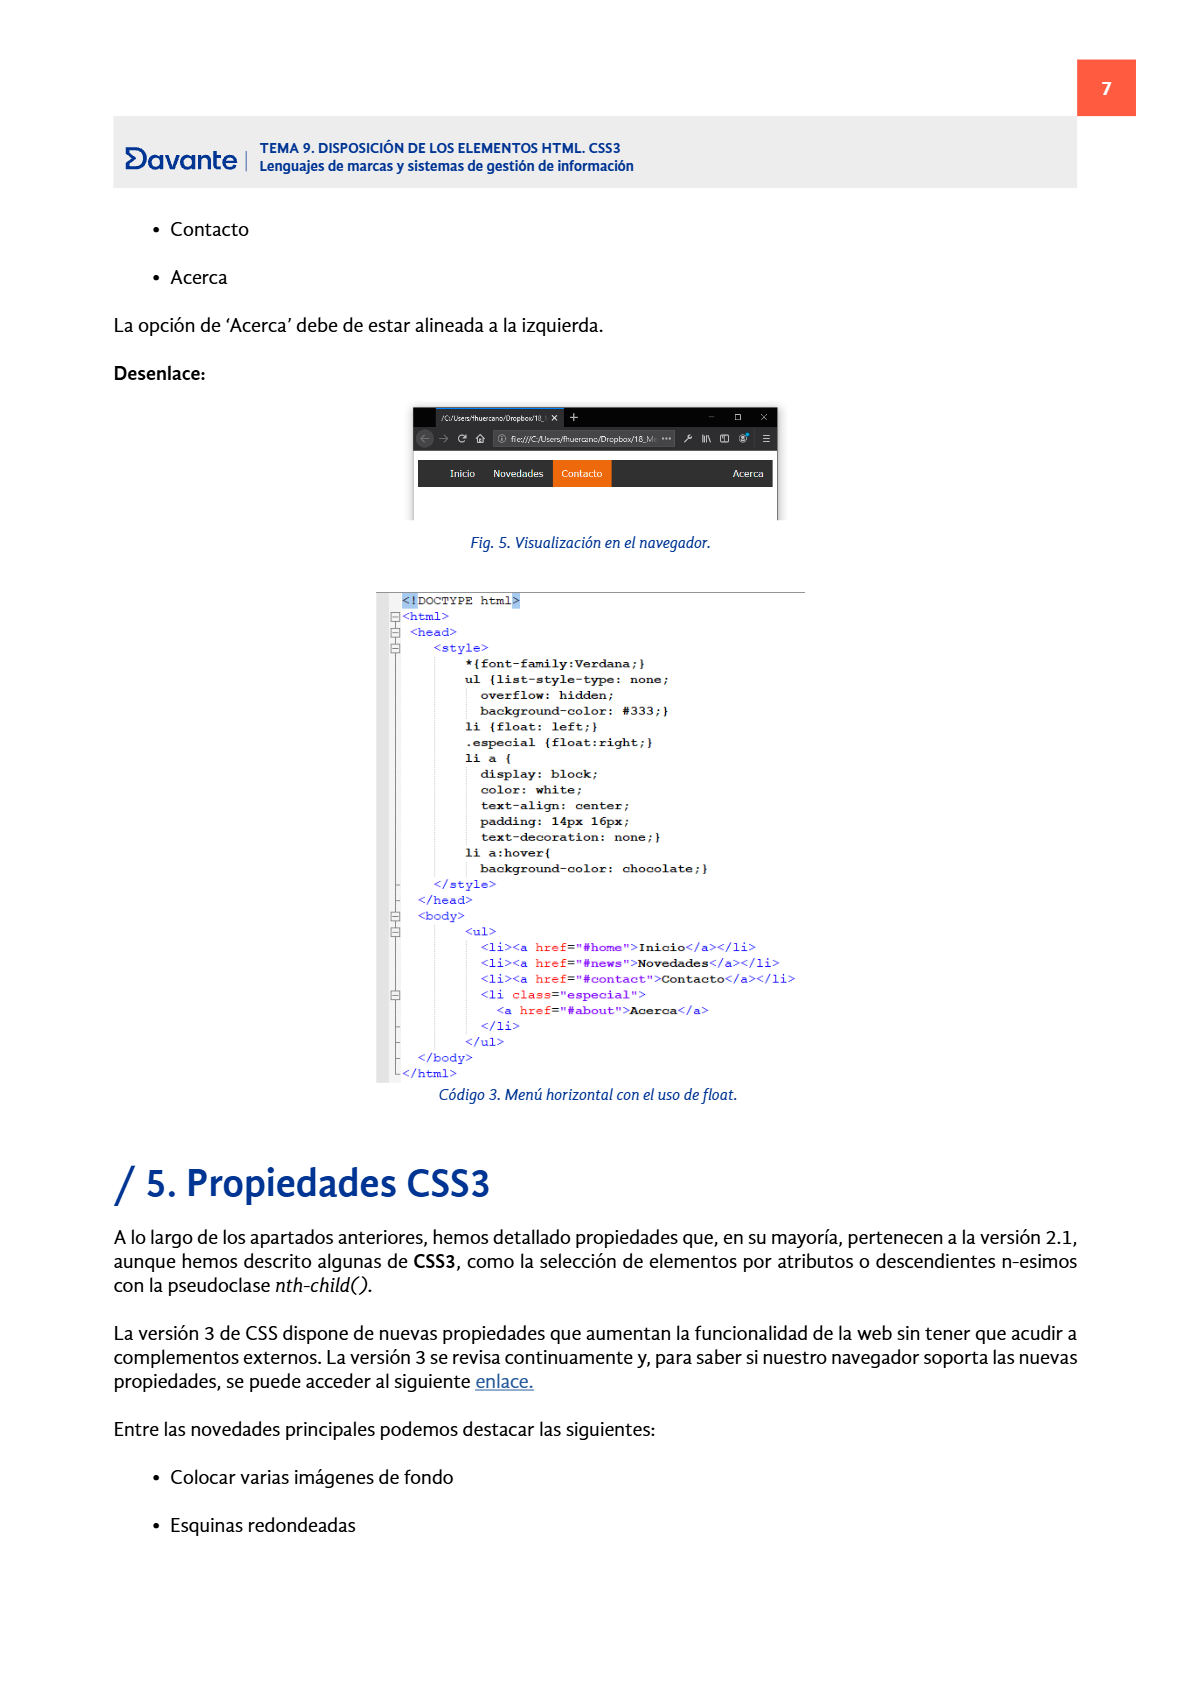 7
Davante
TEMA 9. DISPOSICIÓN DE LOS ELEMENTOS HTML. CSS3
Lenguajes de marcas y sistemas de gestión de información
• Contacto
• Acerca
La opción de ‘Acerca’ debe de estar alineada a la izquierda.
Desenlace:
/C:/Users/fhuercano/Dropbox/18_
file:///C:/Users/fhuercano/Dropbox/18_Me
Inicio Novedades Contacto Acerca
Fig. 5. Visualización en el navegador.
<!DOCTYPE html>
<html>
<head>
<style>
*{font-family:Verdana;}
ul {list-style-type: none;
overflow: hidden;
background-color: #333;}
li {float: left;}
.especial {float:right;}
li a {
display: block;
color: white;
text-align: center;
padding: 14px 16px;
text-decoration: none;}
li a:hover{
background-color: chocolate;}
</style>
</head>
<body>
<ul>
<li><a href="#home">Inicio</a></li>
<li><a href="#news">Novedades</a></li>
<li><a href="#contact">Contacto</a></li>
<li class="especial">
<a href="#about">Acerca</a>
</li>
</ul>
</body>
</html>
Código 3. Menú horizontal con el uso de float.
/ 5. Propiedades CSS3
A lo largo de los apartados anteriores, hemos detallado propiedades que, en su mayoría, pertenecen a la versión 2.1,
aunque hemos descrito algunas de CSS3, como la selección de elementos por atributos o descendientes n-esimos
con la pseudoclase nth-child().
La versión 3 de CSS dispone de nuevas propiedades que aumentan la funcionalidad de la web sin tener que acudir a
complementos externos. La versión 3 se revisa continuamente y, para saber si nuestro navegador soporta las nuevas
propiedades, se puede acceder al siguiente enlace.
Entre las novedades principales podemos destacar las siguientes:
• Colocar varias imágenes de fondo
• Esquinas redondeadas